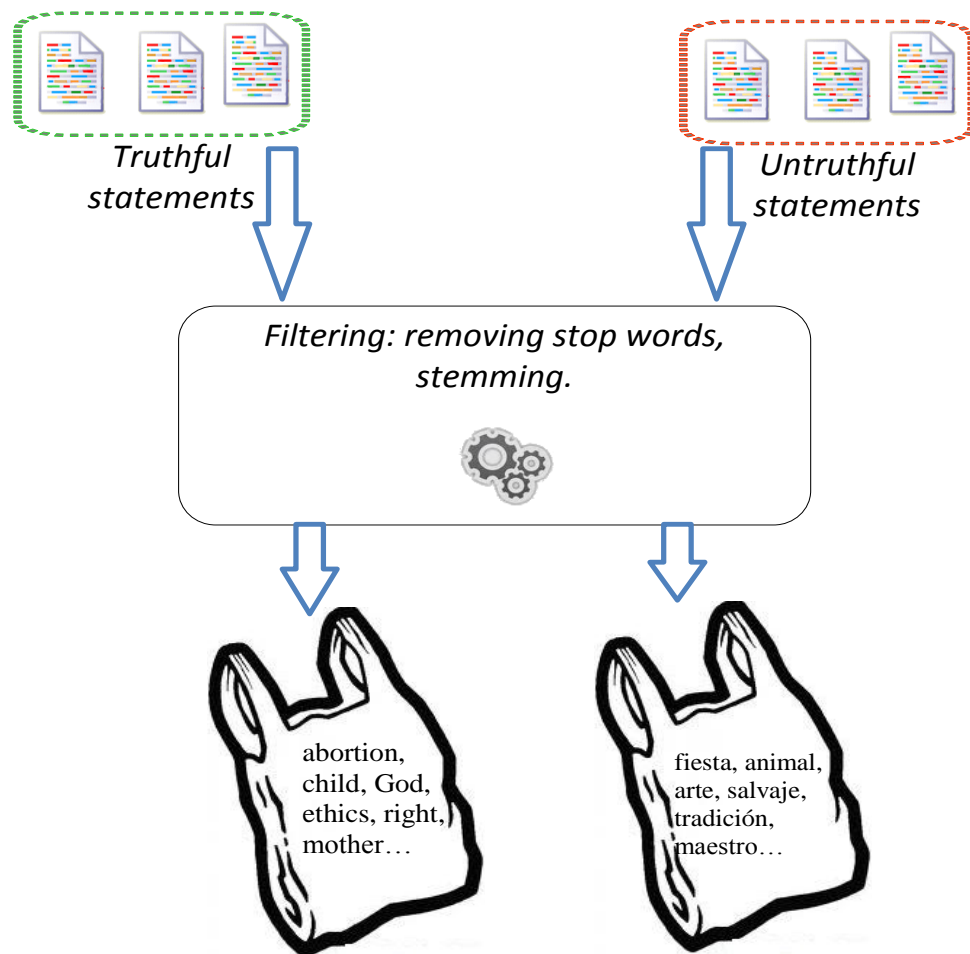 Truthful
statements
Untruthful
statements
Filtering: removing stop words,
stemming.
abortion,
child, God,
ethics, right,
mother…
fiesta, animal,
arte, salvaje,
tradición,
maestro…